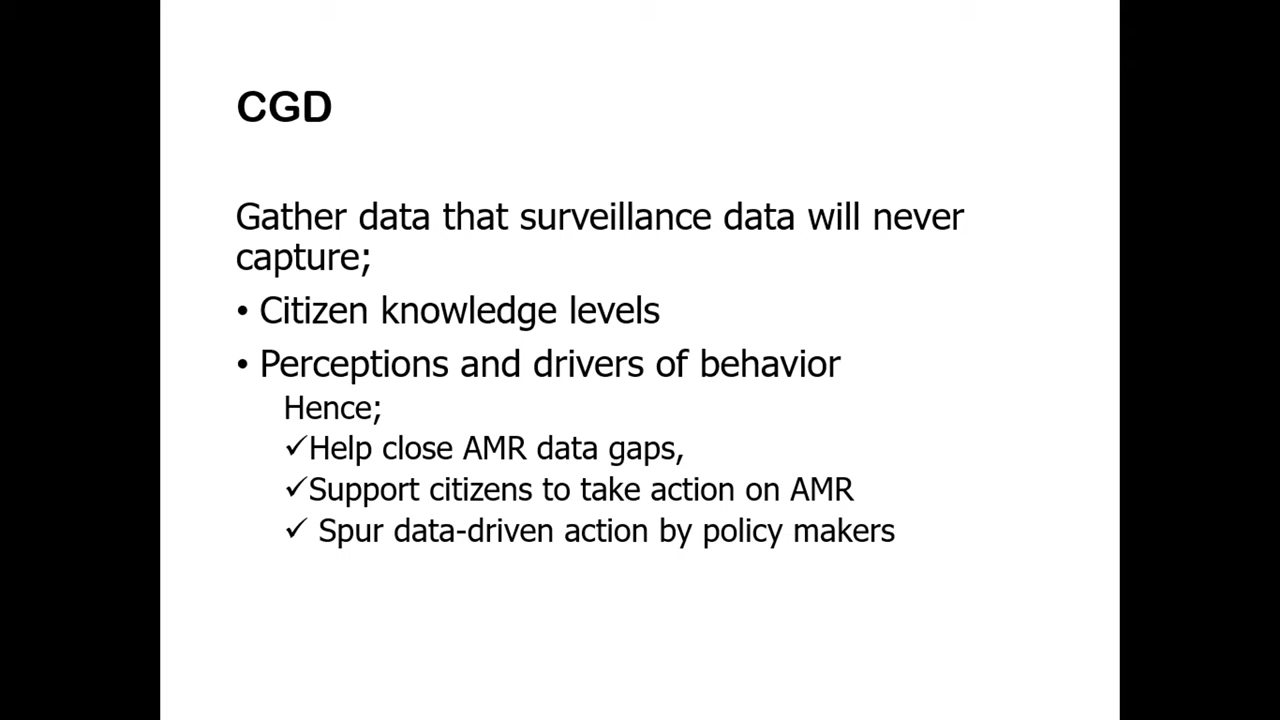 CGD
Gather data that surveillance data will never
capture;
• Citizen knowledge levels
• Perceptions and drivers of behavior
Hence;
✓Help close AMR data gaps,
✓Support citizens to take action on AMR
✓ Spur data-driven action by policy makers